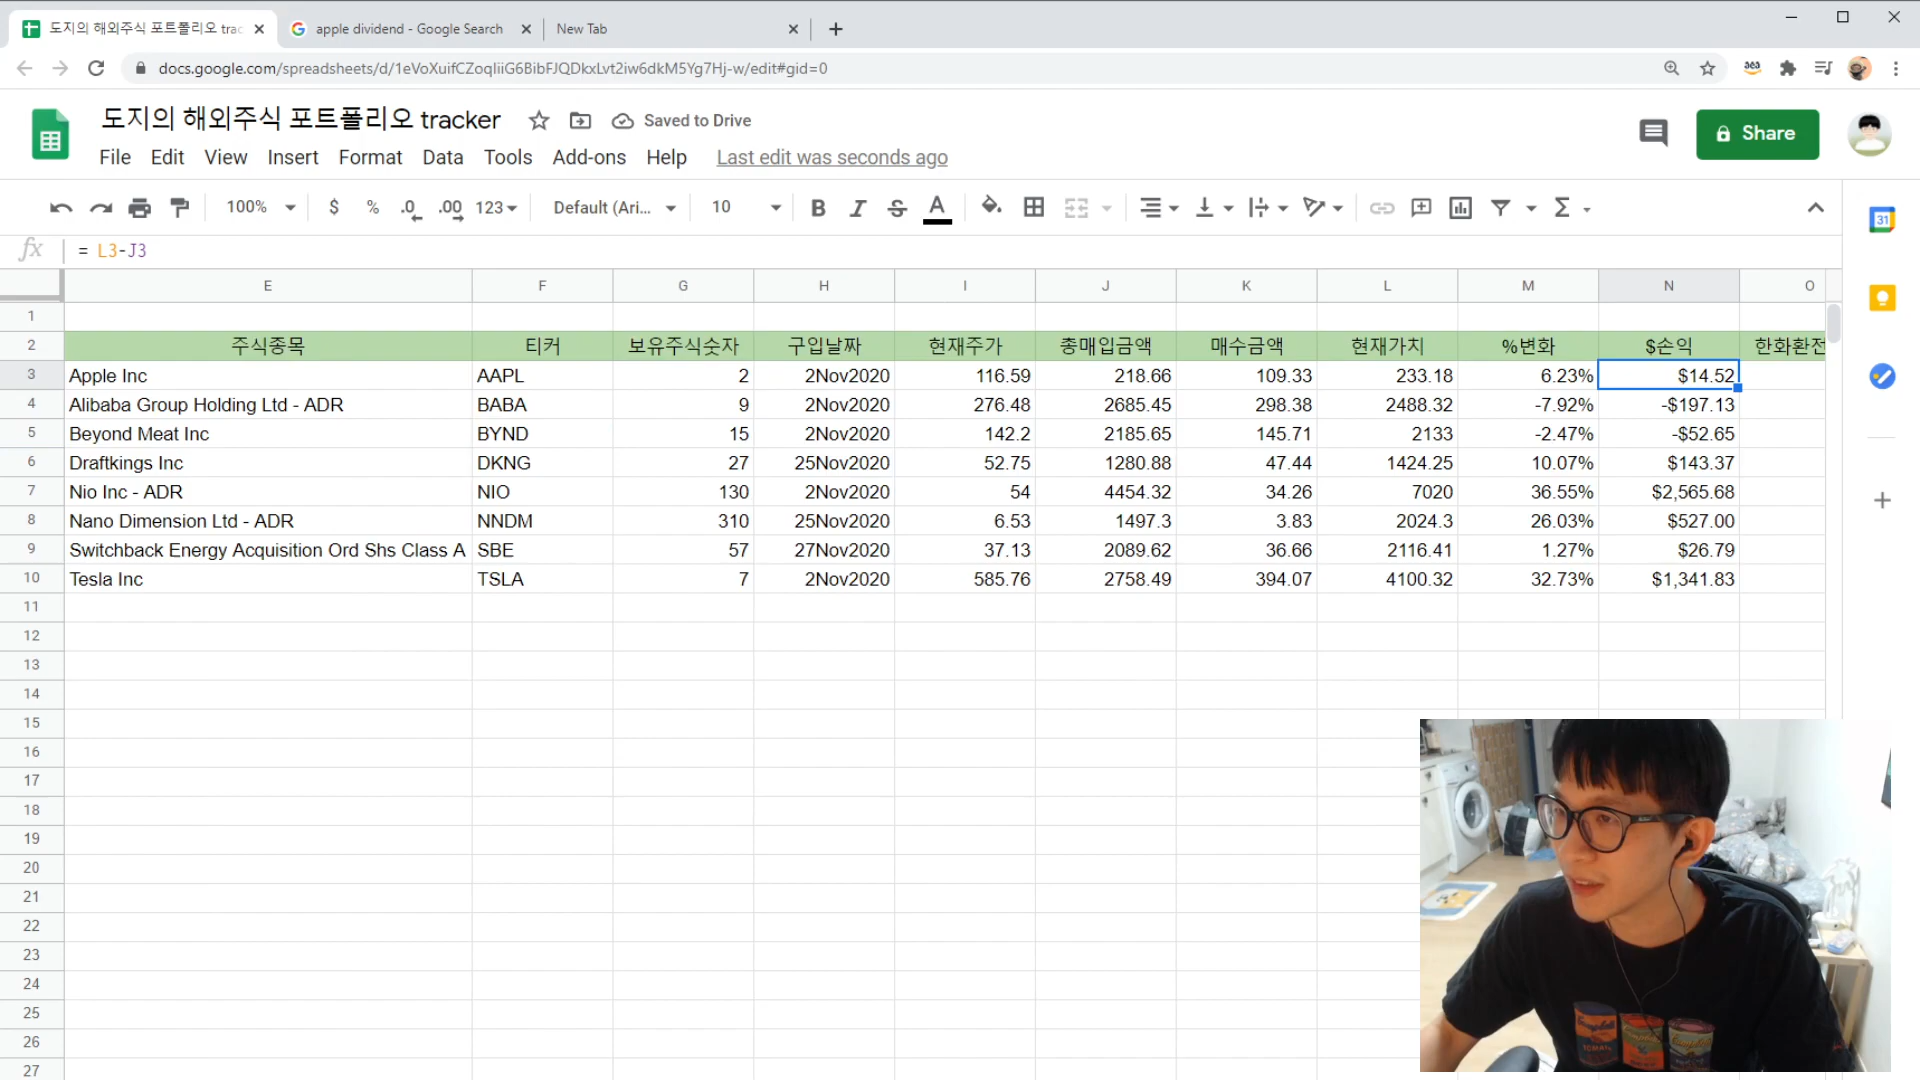 도지의 해외주식 포트폴리오 trac
apple dividend - Google Search
New Tab
docs.google.com/spreadsheets/d/1eVoXuifCZoqIiiG6BibFJQDkxLvt2iw6dkM5Yg7Hj-w/edit#gid=0
도지의 해외주식 포트폴리오 tracker
Saved to Drive
Share
File Edit View Insert Format Data Tools Add-ons Help Last edit was seconds ago
100% $ % .0 .00 123 Default (Ari... 10 B I S A Σ
31
fx = L3-J3
E F G H I J K L M N O
1
2 주식종목 티커 보유주식숫자 구입날짜 현재주가 총매입금액 매수금액 현재가치 %변화 $손익 한화환전
3 Apple Inc AAPL 2 2Nov2020 116.59 218.66 109.33 233.18 6.23% $14.52
4 Alibaba Group Holding Ltd - ADR BABA 9 2Nov2020 276.48 2685.45 298.38 2488.32 -7.92% -$197.13
5 Beyond Meat Inc BYND 15 2Nov2020 142.2 2185.65 145.71 2133 -2.47% -$52.65
6 Draftkings Inc DKNG 27 25Nov2020 52.75 1280.88 47.44 1424.25 10.07% $143.37
7 Nio Inc - ADR NIO 130 2Nov2020 54 4454.32 34.26 7020 36.55% $2,565.68
8 Nano Dimension Ltd - ADR NNDM 310 25Nov2020 6.53 1497.3 3.83 2024.3 26.03% $527.00
9 Switchback Energy Acquisition Ord Shs Class A SBE 57 27Nov2020 37.13 2089.62 36.66 2116.41 1.27% $26.79
10 Tesla Inc TSLA 7 2Nov2020 585.76 2758.49 394.07 4100.32 32.73% $1,341.83
11
12
13
14
15
16
17
18
19
20
21
22
23
24
25
26
27